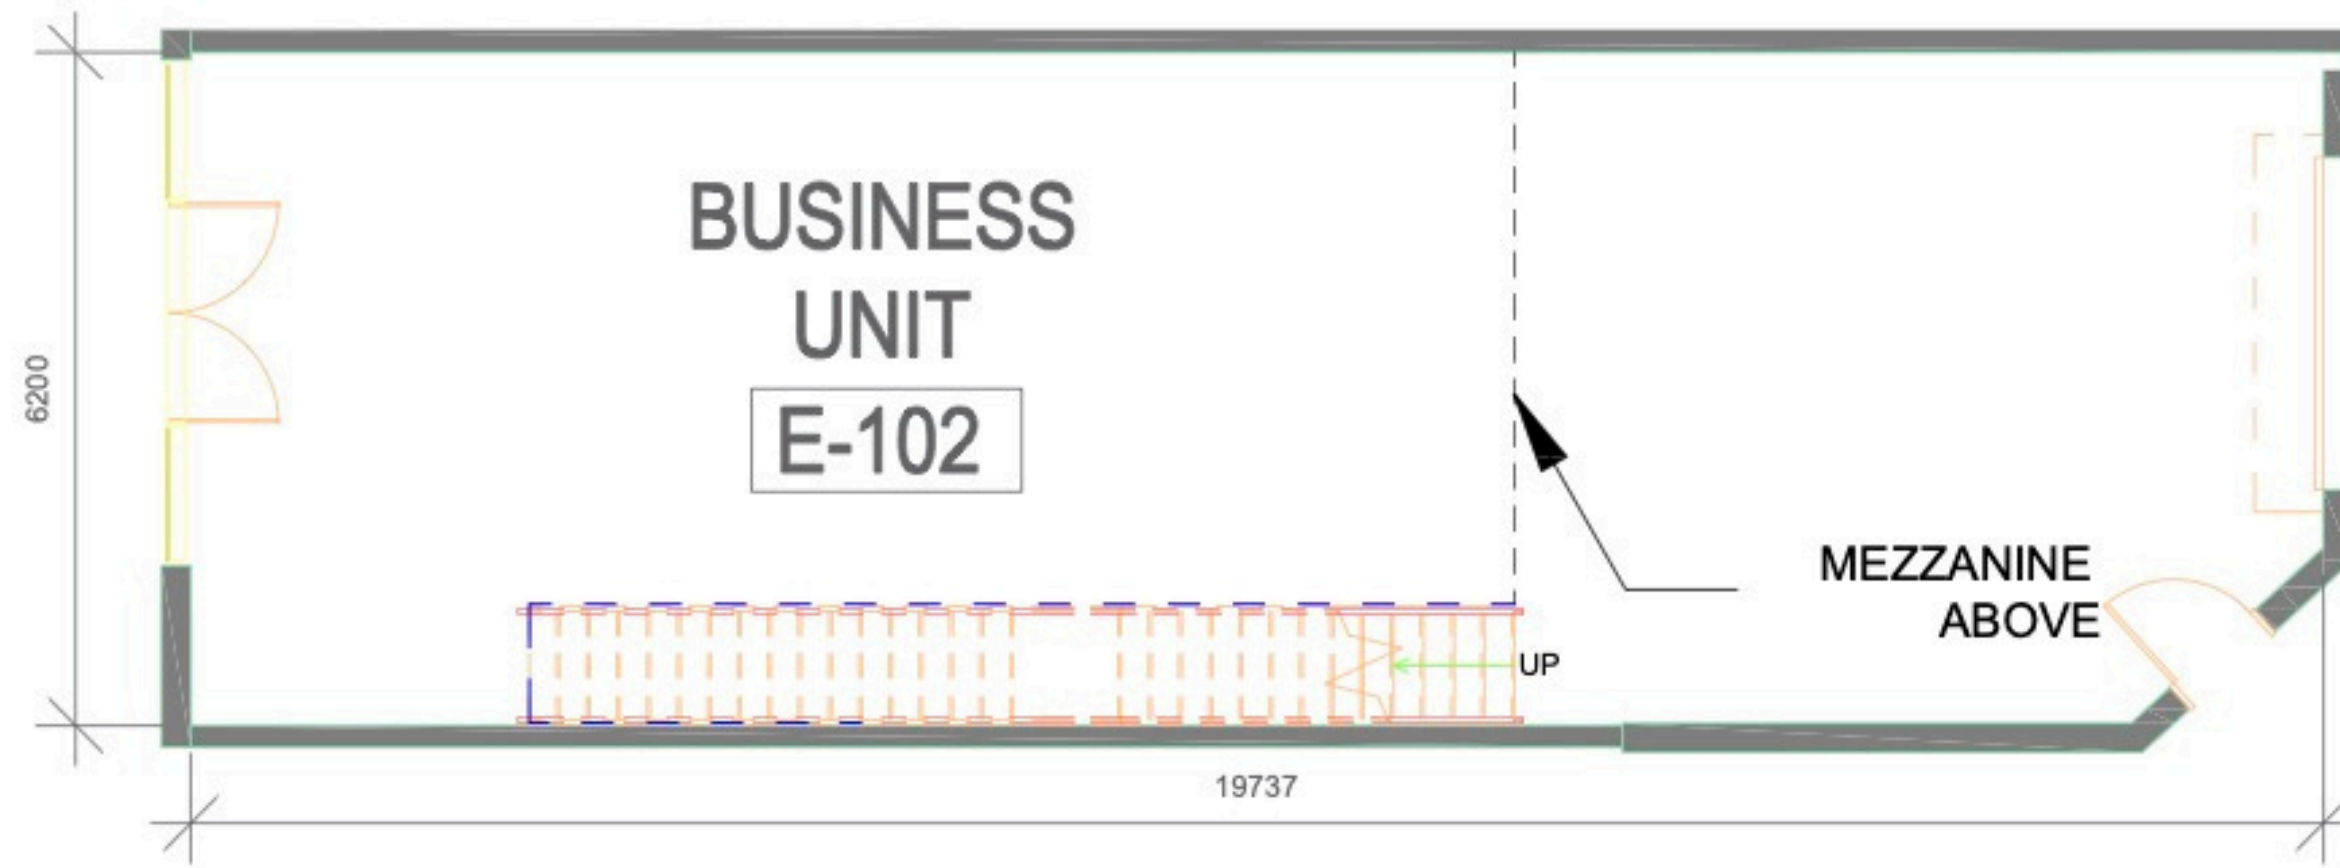 BUSINESS
UNIT
E-102
6200
MEZZANINE
ABOVE
UP
19737